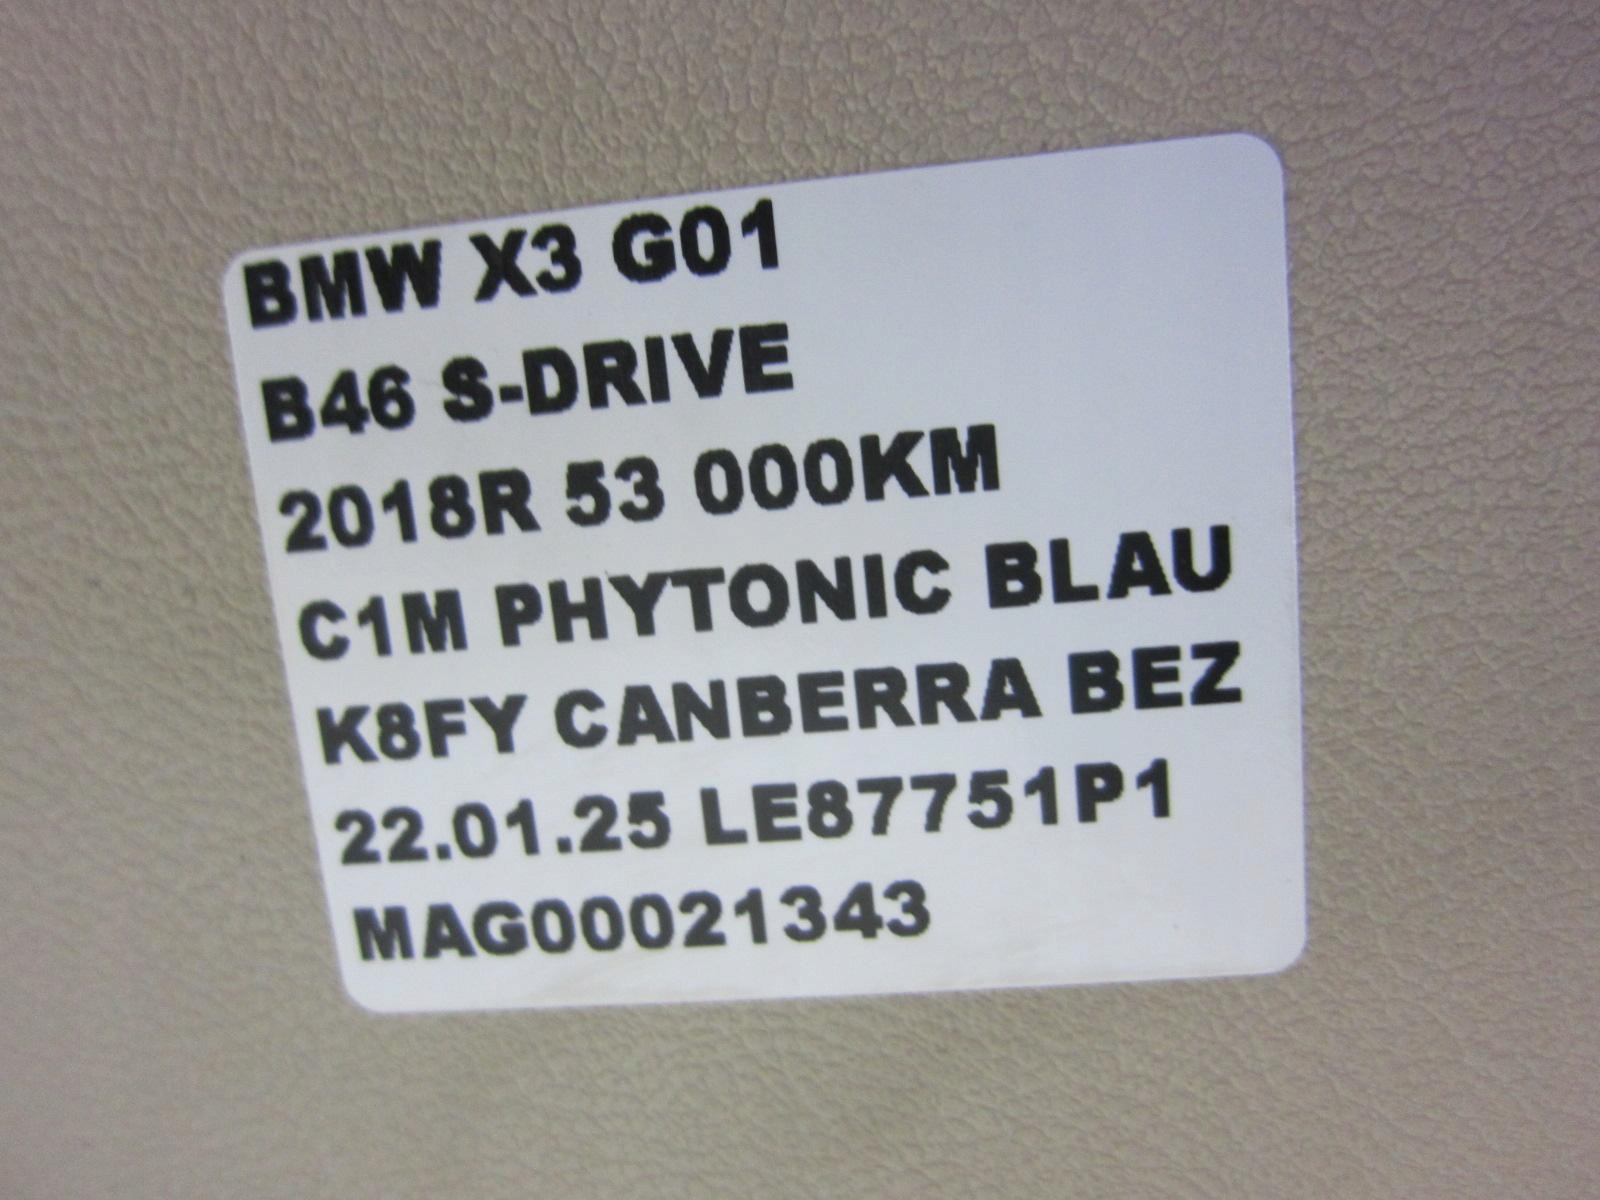 BMW X3 G01
B46 S-DRIVE
2018R 53 000KM
C1M PHYTONIC BLAU
K8FY CANBERRA BEZ
22.01.25 LE87751P1
MAG00021343